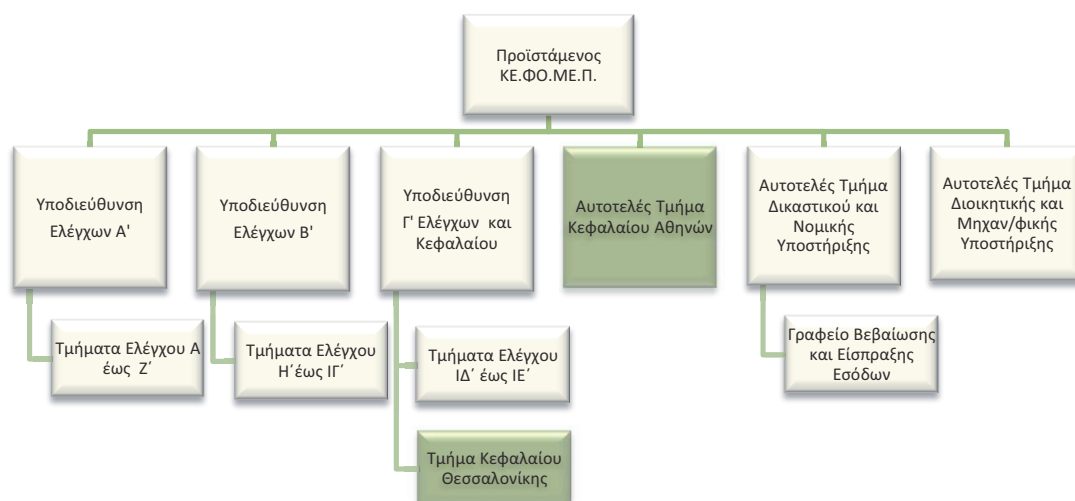 Προϊστάμενος
ΚΕ.ΦΟ.ΜΕ.Π.
Υποδιεύθυνση
Ελέγχων Α'
Υποδιεύθυνση
Ελέγχων Β'
Υποδιεύθυνση
Γ' Ελέγχων και
Κεφαλαίου
Αυτοτελές Τμήμα
Κεφαλαίου Αθηνών
Αυτοτελές Τμήμα
Δικαστικού και
Νομικής
Υποστήριξης
Αυτοτελές Τμήμα
Διοικητικής και
Μηχαν/φικής
Υποστήριξης
Τμήματα Ελέγχου Α
έως Ζ΄
Τμήματα Ελέγχου
Η΄έως ΙΓ΄
Τμήματα Ελέγχου
ΙΔ΄ έως ΙΕ΄
Τμήμα Κεφαλαίου
Θεσσαλονίκης
Γραφείο Βεβαίωσης
και Είσπραξης
Εσόδων